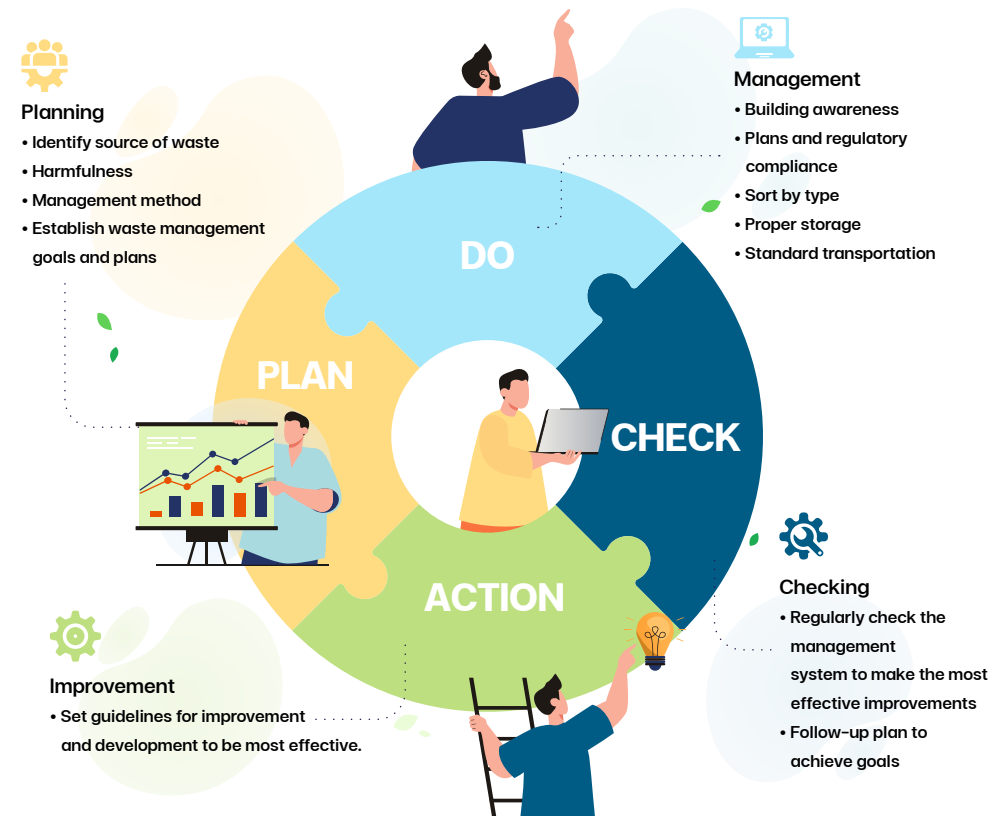 Planning
• Identify source of waste
• Harmfulness
• Management method
• Establish waste management
goals and plans
Management
• Building awareness
• Plans and regulatory
compliance
• Sort by type
• Proper storage
• Standard transportation
DO
PLAN
CHECK
ACTION
Improvement
• Set guidelines for improvement
and development to be most effective.
Checking
• Regularly check the
management
system to make the most
effective improvements
• Follow-up plan to
achieve goals